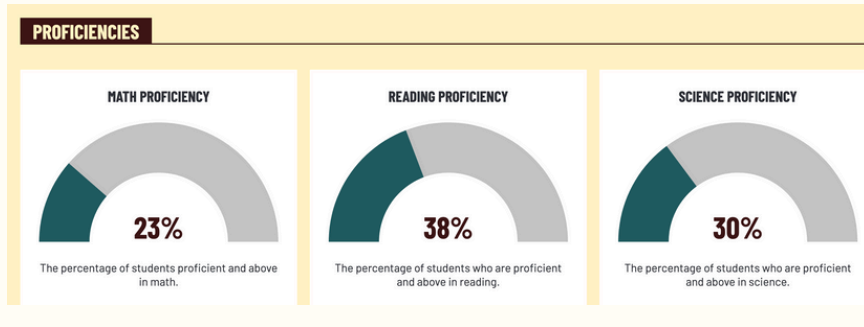 PROFICIENCIES
MATH PROFICIENCY
23%
The percentage of students proficient and above
in math.
READING PROFICIENCY
38%
The percentage of students who are proficient
and above in reading.
SCIENCE PROFICIENCY
30%
The percentage of students who are proficient
and above in science.